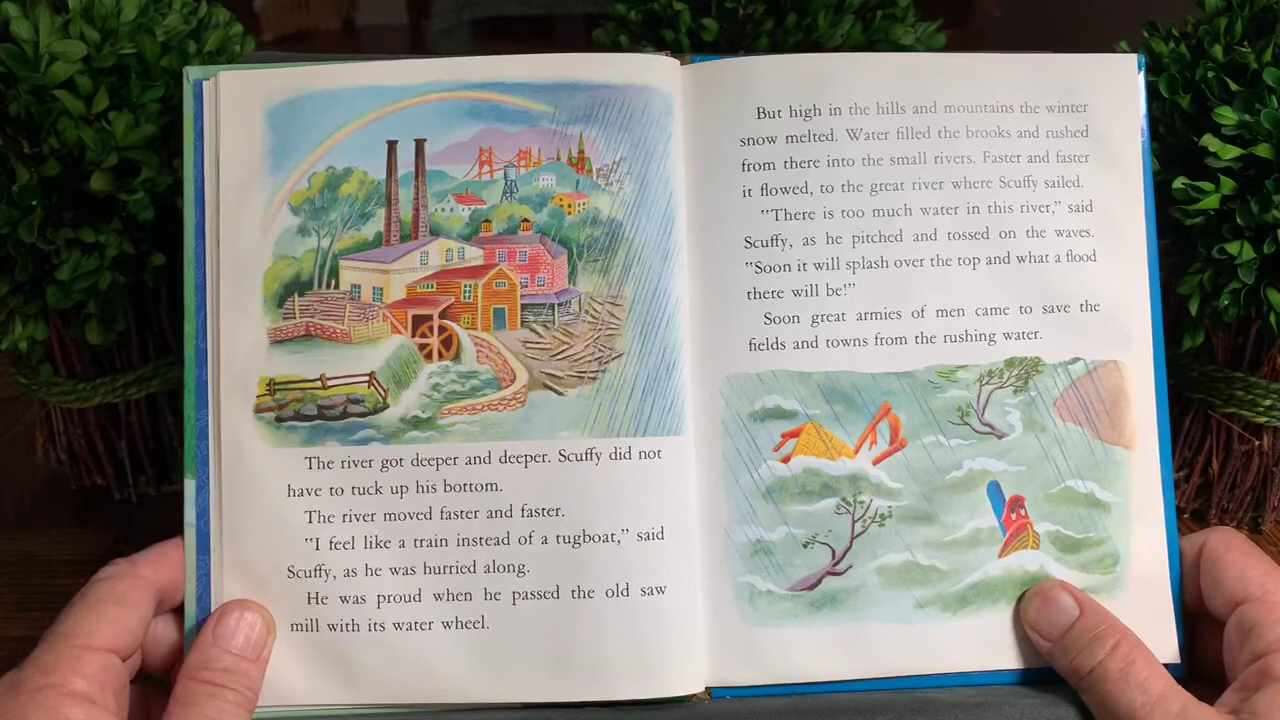 The river got deeper and deeper. Scuffy did not
have to tuck up his bottom.
The river moved faster and faster.
"I feel like a train instead of a tugboat," said
Scuffy, as he was hurried along.
He was proud when he passed the old saw
mill with its water wheel.
But high in the hills and mountains the winter
snow melted. Water filled the brooks and rushed
from there into the small rivers. Faster and faster
it flowed, to the great river where Scuffy sailed.
"There is too much water in this river," said
Scuffy, as he pitched and tossed on the waves.
"Soon it will splash over the top and what a flood
there will be!"
Soon great armies of men came to save the
fields and towns from the rushing water.